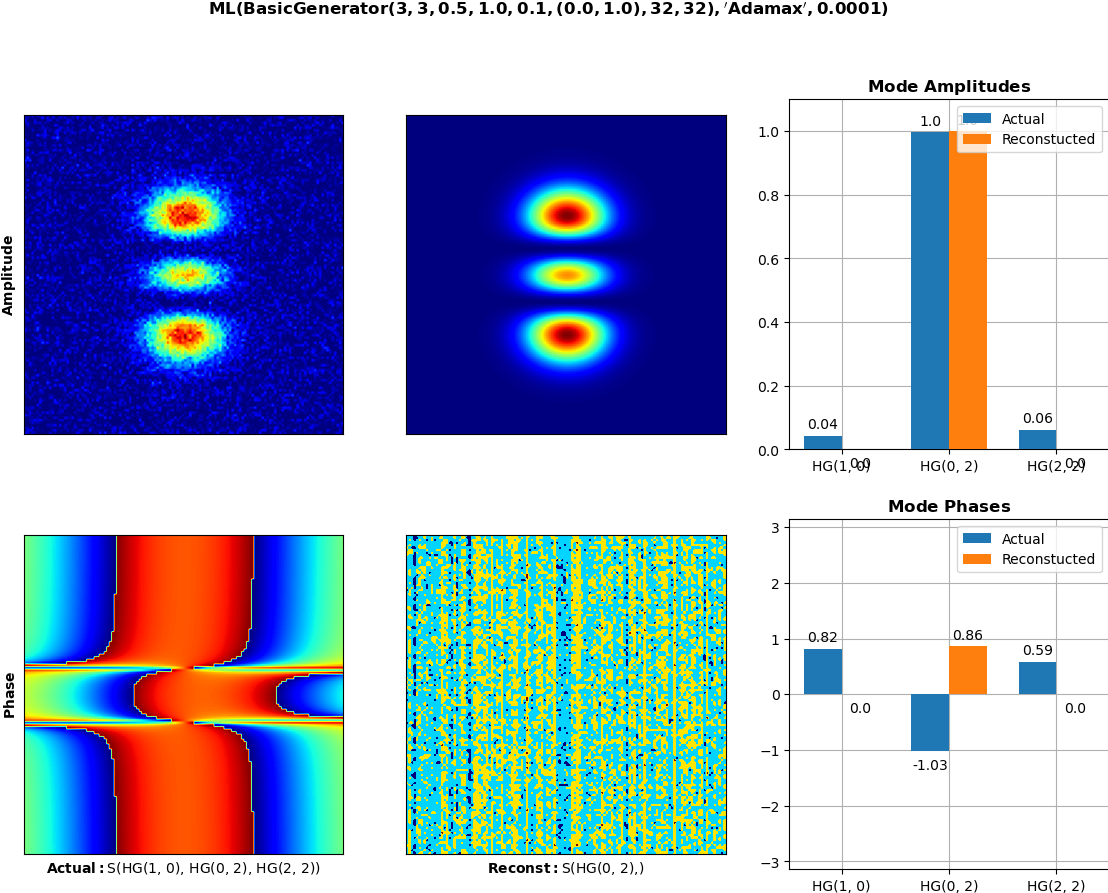 ML(BasicGenerator(3, 3, 0.5, 1.0, 0.1, (0.0, 1.0), 32, 32), 'Adamax', 0.0001)
Amplitude
Mode Amplitudes
Actual
Reconstucted
1.0
0.8
0.6
0.4
0.2
0.0
0.04
0.0
1.0
0.06
0.0
HG(1, 0)
HG(0, 2)
HG(2, 2)
Phase
Actual: S(HG(1, 0), HG(0, 2), HG(2, 2))
Reconst: S(HG(0, 2),)
Mode Phases
Actual
Reconstucted
3
2
1
0
−1
−2
−3
0.82
0.0
-1.03
0.86
0.59
0.0
HG(1, 0)
HG(0, 2)
HG(2, 2)